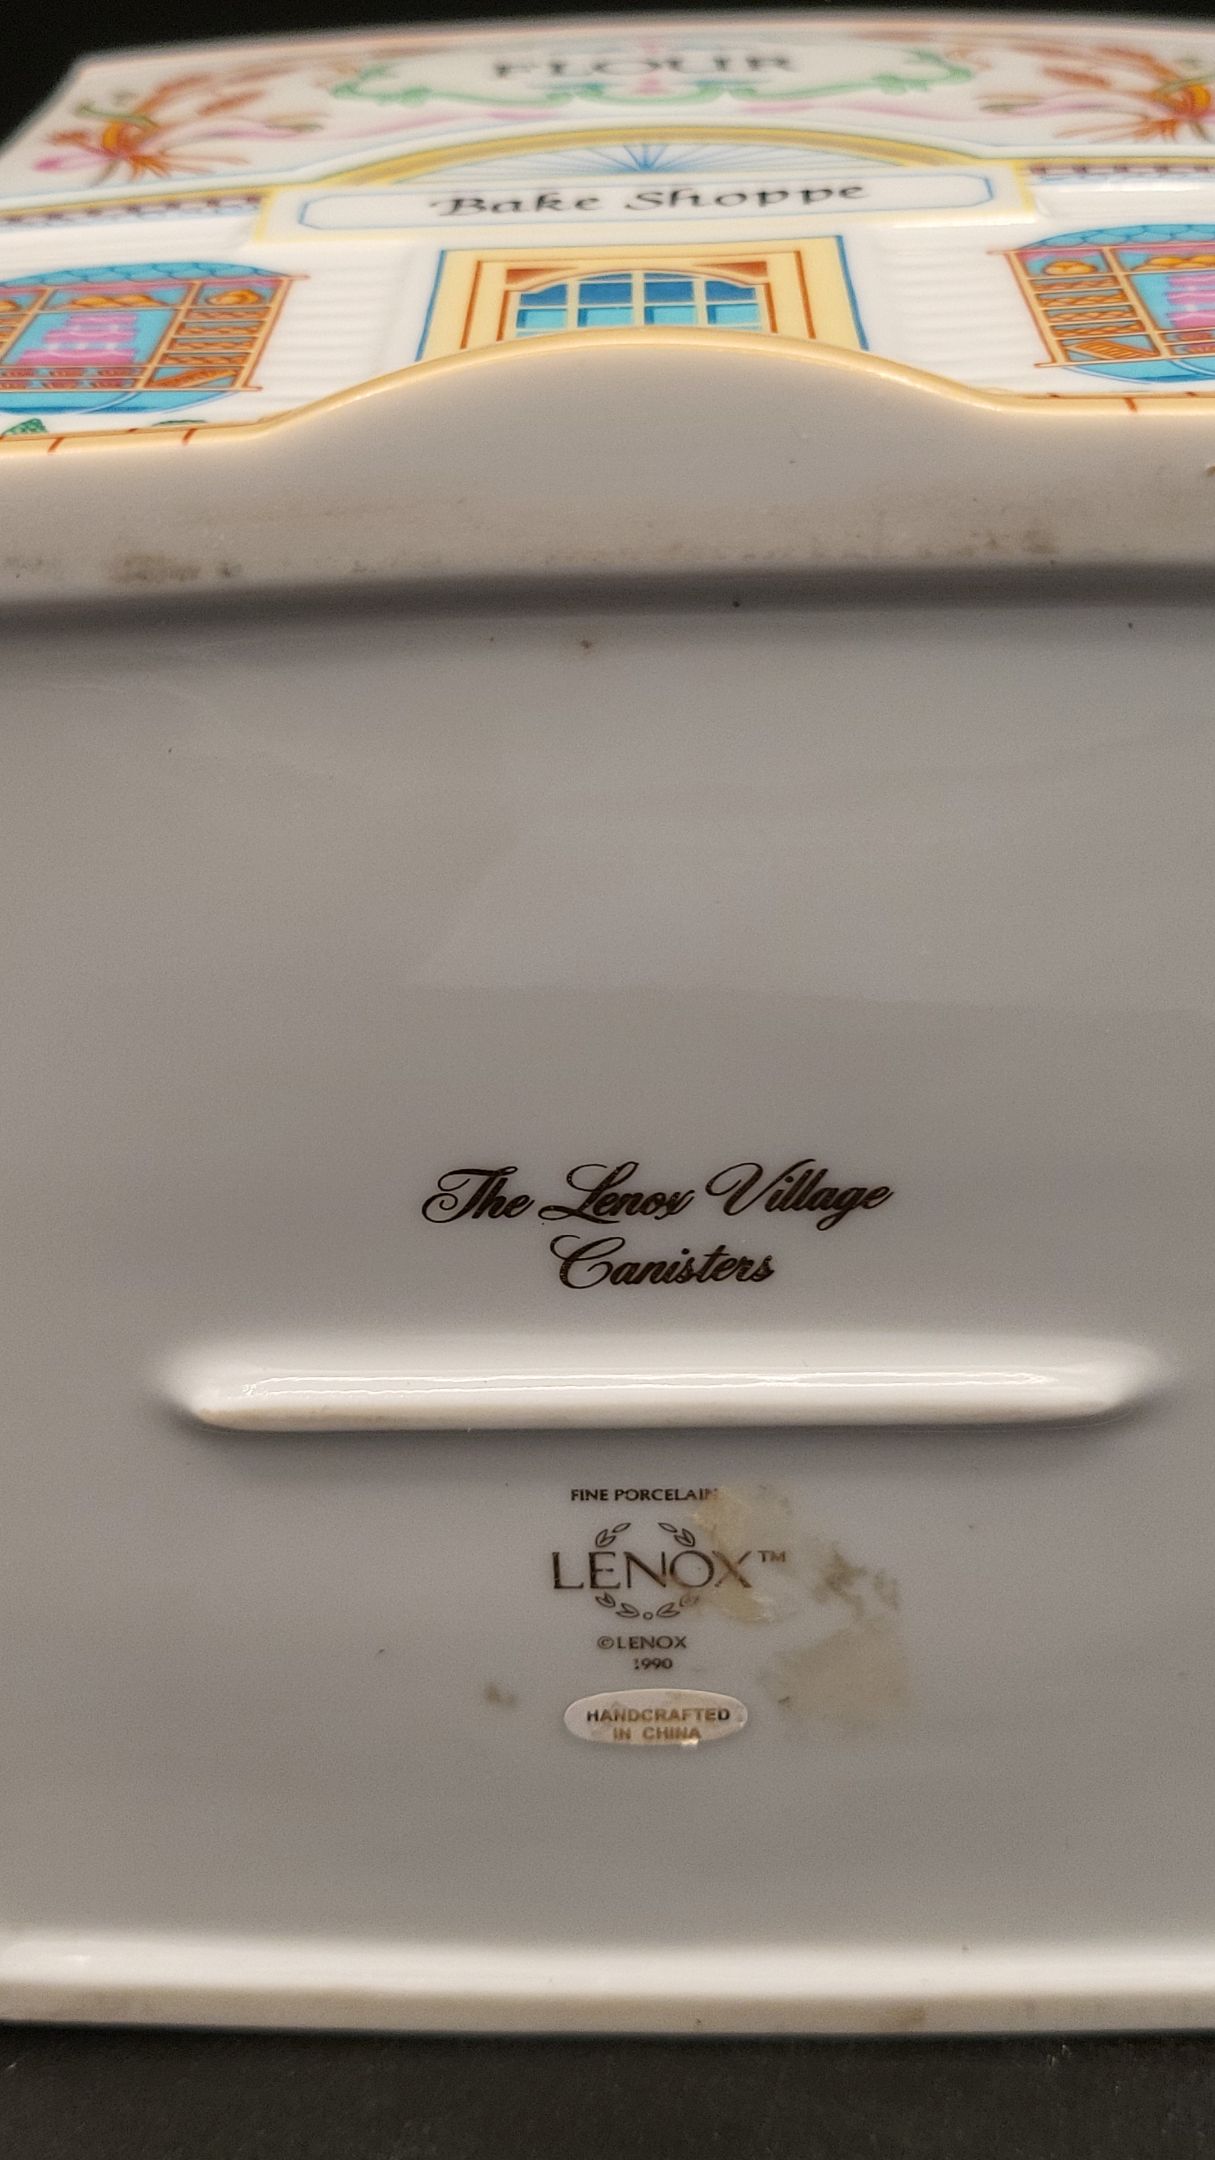 FLOUR
Bake Shoppe
The Lenox Village
Canisters
FINE PORCELAIN
LENOX™
©LENOX
1990
HANDCRAFTED
IN CHINA